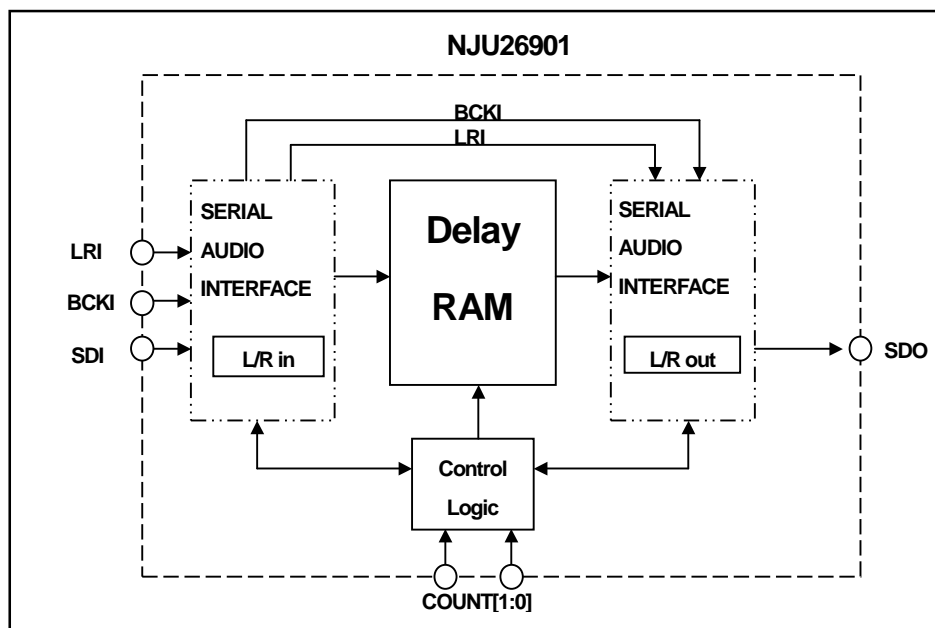 NJU26901
BCKI
LRI
SERIAL
AUDIO
INTERFACE
L/R in
Delay
RAM
SERIAL
AUDIO
INTERFACE
L/R out
LRI
BCKI
SDI
SDO
Control
Logic
COUNT[1:0]